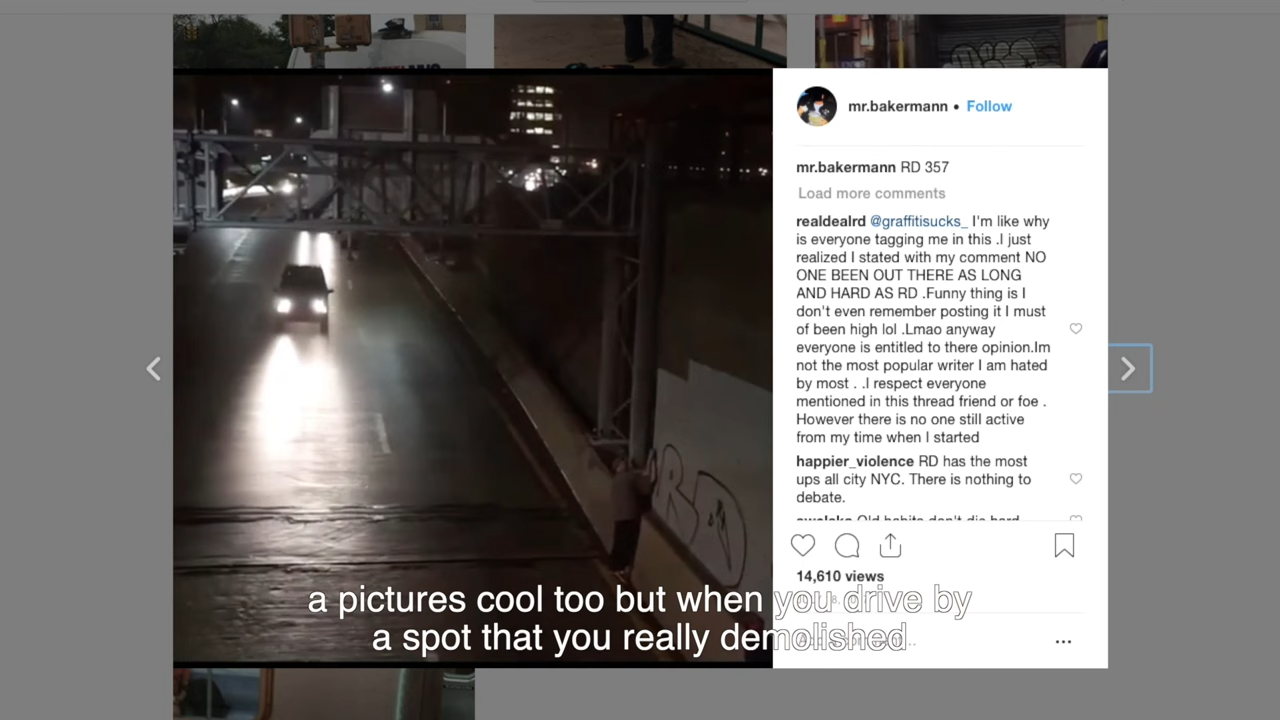 mr.bakermann • Follow
mr.bakermann RD 357
Load more comments
realdealrd @graffitisucks_ I'm like why
is everyone tagging me in this .I just
realized I stated with my comment NO
ONE BEEN OUT THERE AS LONG
AND HARD AS RD .Funny thing is I
don't even remember posting it I must
of been high lol .Lmao anyway
everyone is entitled to there opinion.Im
not the most popular writer I am hated
by most . .I respect everyone
mentioned in this thread friend or foe .
However there is no one still active
from my time when I started
happier_violence RD has the most
ups all city NYC. There is nothing to
debate.
Old habits don't die hard
RD
14,610 views
a pictures cool too but when you drive by
a spot that you really demolished